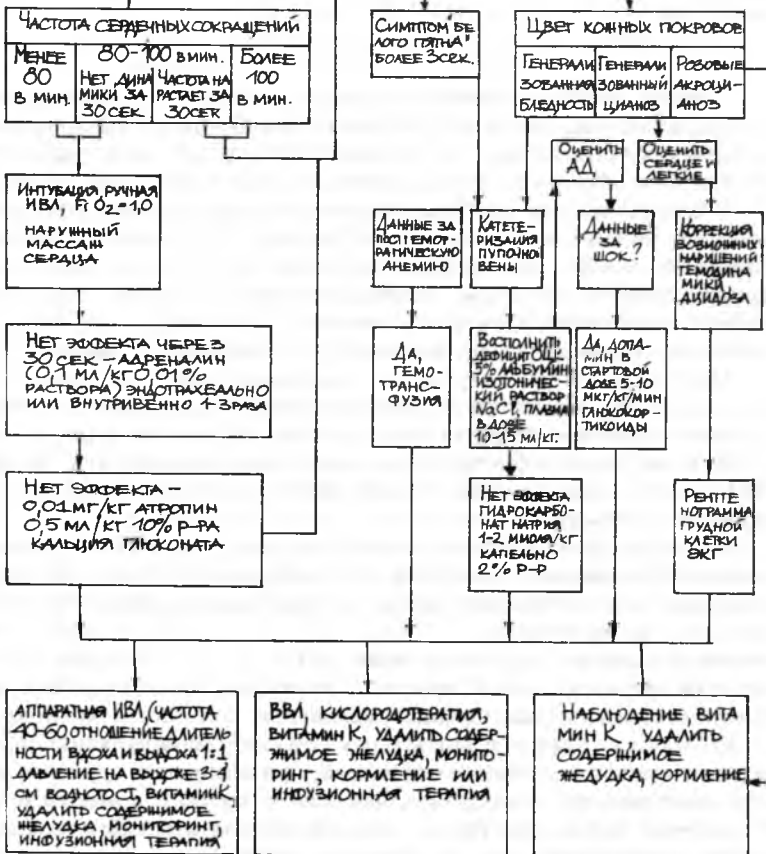 ЧАСТОТА СЕРДЕЧНЫХ СОКРАЩЕНИЙ
МЕНЕЕ
80
В МИН.
80-100 В МИН.
НЕТ ДИНА
МИКИ ЗА
30 СЕК
ЧАСТОТА НА
РАСТАЕТ ЗА
30 СЕК
БОЛЕЕ
100
В МИН.
СИМПТОМ БЕ
ЛОГО ПЯТНА"
БОЛЕЕ 3 СЕК.
ЦВЕТ КОЖНЫХ ПОКРОВОВ
ГЕНЕРАЛИ
ЗОВАННАЯ
БЛЕДНОСТЬ
ГЕНЕРАЛИ
ЗОВАННЫЙ
ЦИАНОЗ
РОЗОВЫЕ
АКРОЦИ-
АНОЗ
ОЦЕНИТЬ
АД,
ОЦЕНИТЬ
СЕРДЦЕ И
ЛЕГКИЕ
ИНТУБАЦИЯ, РУЧНАЯ
ИВЛ, Fi O2=1,0
НАРУЖНЫЙ
МАССАЖ
СЕРДЦА
ДАННЫЕ ЗА
ПОСТГЕМОР-
РАГИЧЕСКУЮ
АНЕМИЮ
КАТЕТЕ-
РИЗАЦИЯ
ПУПОЧНОЙ
ВЕНЫ
ДАННЫЕ
ЗА
ШОК?
КОРРЕКЦИЯ
НАРУШЕНИЙ
ГЕМОДИНА
МИКИ,
АЦИДОЗА
НЕТ ЭФФЕКТА ЧЕРЕЗ
30 СЕК – АДРЕНАЛИН
(0,1 МЛ/КГ 0,01%
РАСТВОРА) ЭНДОТРАХЕАЛЬНО
ИЛИ ВНУТРИВЕННО 1-3 РАЗА
ДА,
ГЕМО-
ТРАНС-
ФУЗИЯ
ВОСПОЛНИТЬ
ДЕФИЦИТ ОЦК:
5% АЛЬБУМИН,
ИЗОТОНИЧЕС-
КИЙ РАСТВОР
NaCl, ПЛАЗМА
В ДОЗЕ
10-15 МЛ/КГ.
ДА, ДОПА-
МИН В
СТАРТОВОЙ
ДОЗЕ 5-10
МКГ/КГ/МИН
ГЛЮКОКОР-
ТИКОИДЫ
НЕТ ЭФФЕКТА –
0,01 МГ/КГ АТРОПИН
0,5 МЛ/КГ 10% Р-РА
КАЛЬЦИЯ ГЛЮКОНАТА
НЕТ ЭФФЕКТА
ГИДРОКАРБО-
НАТ НАТРИЯ
1-2 ММОЛЯ/КГ
КАПЕЛЬНО
2% Р-Р
РЕНТГЕ
НОГРАММА
ГРУДНОЙ
КЛЕТКИ
ЭКГ
АППАРАТНАЯ ИВЛ, (ЧАСТОТА
40-60, ОТНОШЕНИЕ ДЛИТЕЛЬ-
НОСТИ ВДОХА И ВЫДОХА 1:1
ДАВЛЕНИЕ НА ВЫДОХЕ 3-4
СМ ВОДНОГО СТ), ВИТАМИН К,
УДАЛИТЬ СОДЕРЖИМОЕ
ЖЕЛУДКА, МОНИТОРИНГ,
ИНФУЗИОННАЯ ТЕРАПИЯ
ВВЛ, КИСЛОРОДОТЕРАПИЯ,
ВИТАМИН К, УДАЛИТЬ СОДЕР-
ЖИМОЕ ЖЕЛУДКА, МОНИТО-
РИНГ, КОРМЛЕНИЕ ИЛИ
ИНФУЗИОННАЯ ТЕРАПИЯ
НАБЛЮДЕНИЕ, ВИТА
МИН К, УДАЛИТЬ
СОДЕРЖИМОЕ
ЖЕЛУДКА, КОРМЛЕНИЕ